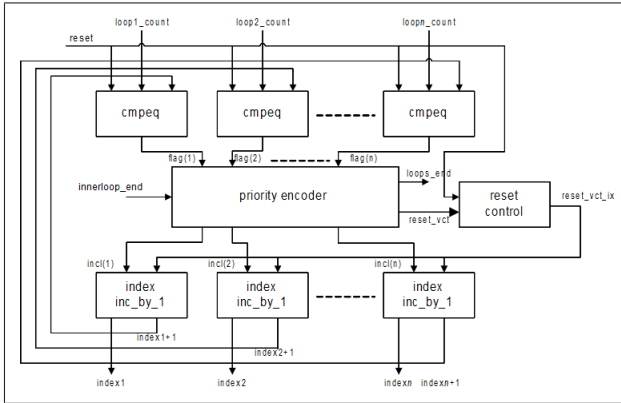 loop1_count loop2_count loopn_count
reset
cmpeq cmpeq cmpeq
flag(1) flag(2) flag(n)
loops_end
innerloop_end priority encoder reset control reset_vct_ix
reset_vct
incl(1) incl(2) incl(n)
index inc_by_1 index inc_by_1 index inc_by_1
index1+1
index2+1
index1 index2 indexn indexn+1